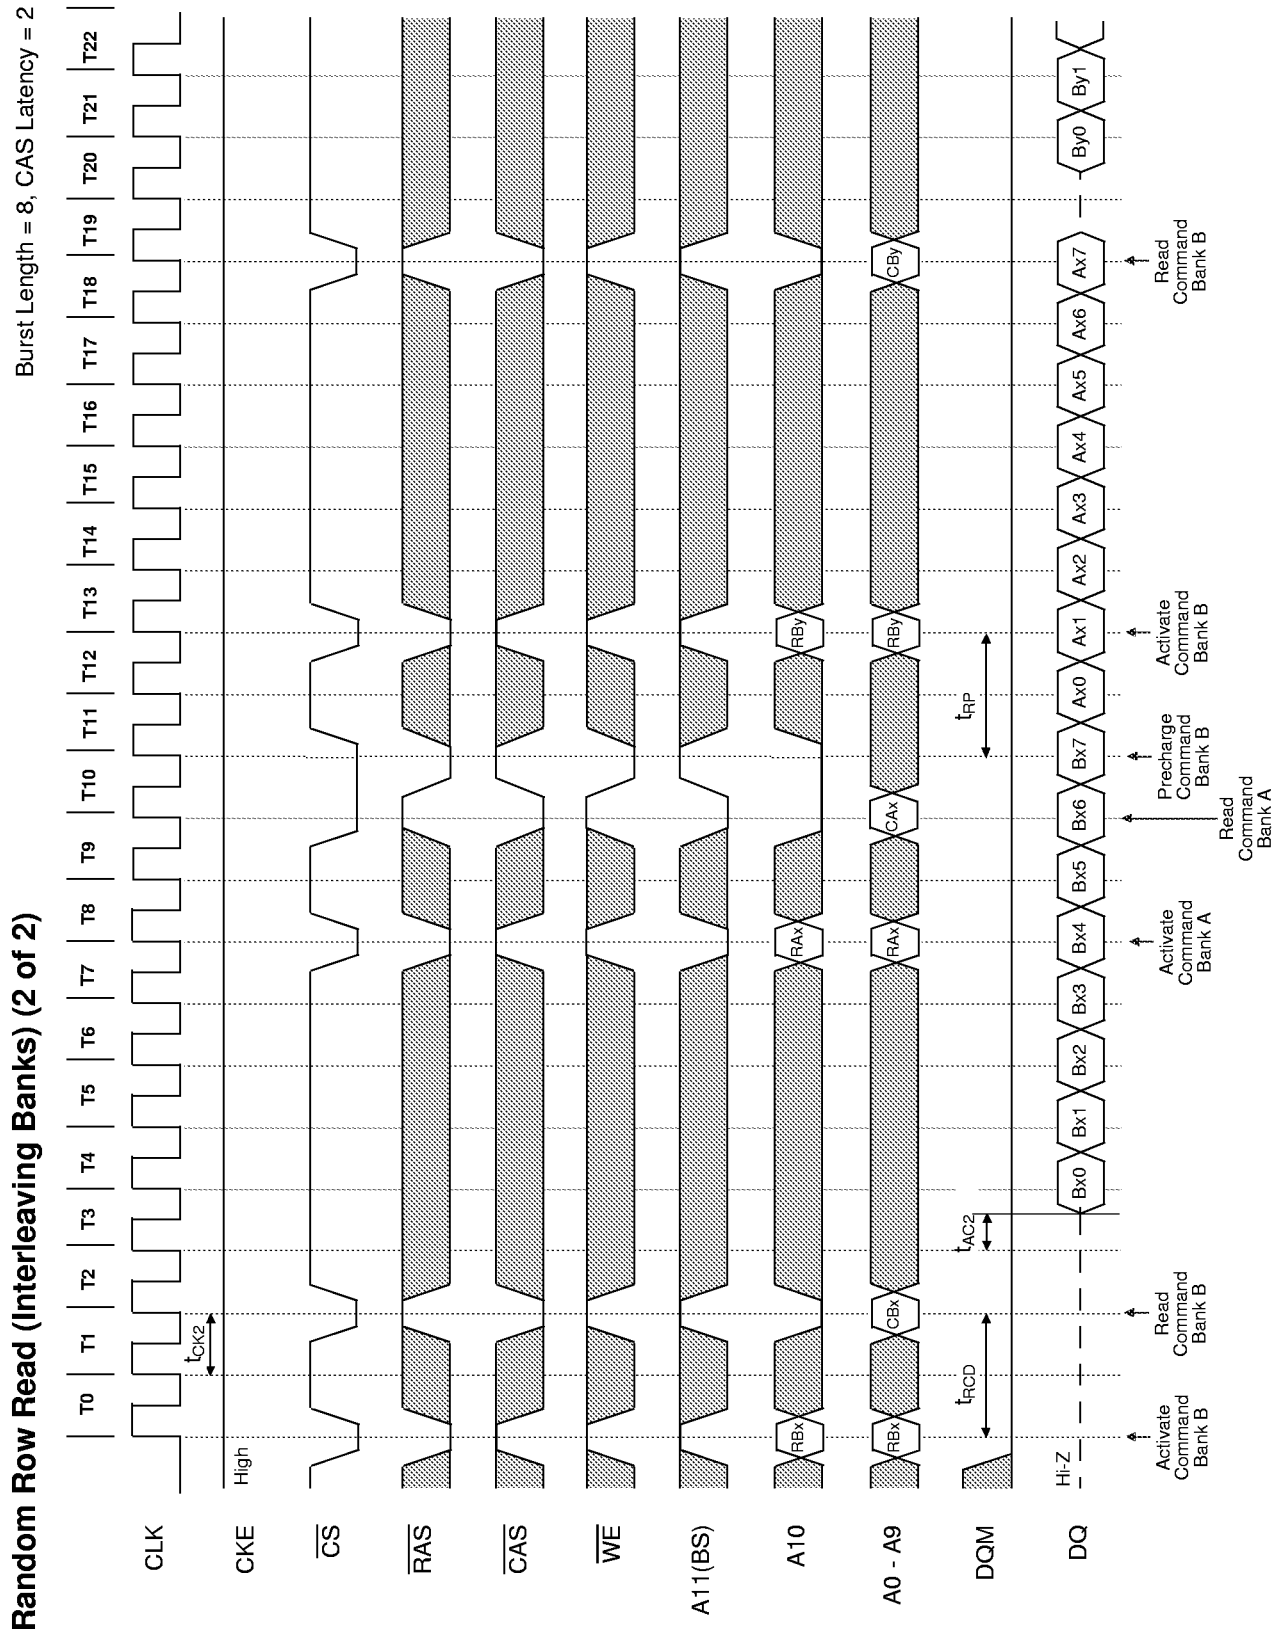 Random Row Read (Interleaving Banks) (2 of 2)
Burst Length = 8, CAS Latency = 2
T0 T1 T2 T3 T4 T5 T6 T7 T8 T9 T10 T11 T12 T13 T14 T15 T16 T17 T18 T19 T20 T21 T22
CLK
tCK2
CKE
High
CS
RAS
CAS
WE
A11(BS)
A10
RBx RAx RBy
A0 - A9
RBx CBx RAx CAx RBy CBy
DQM
tRCD
tAC2
tRP
DQ
Hi-Z
Bx0 Bx1 Bx2 Bx3 Bx4 Bx5 Bx6 Bx7 Ax0 Ax1 Ax2 Ax3 Ax4 Ax5 Ax6 Ax7 By0 By1
Activate
Command
Bank B
Read
Command
Bank B
Activate
Command
Bank A
Read
Command
Bank A
Precharge
Command
Bank B
Activate
Command
Bank B
Read
Command
Bank B